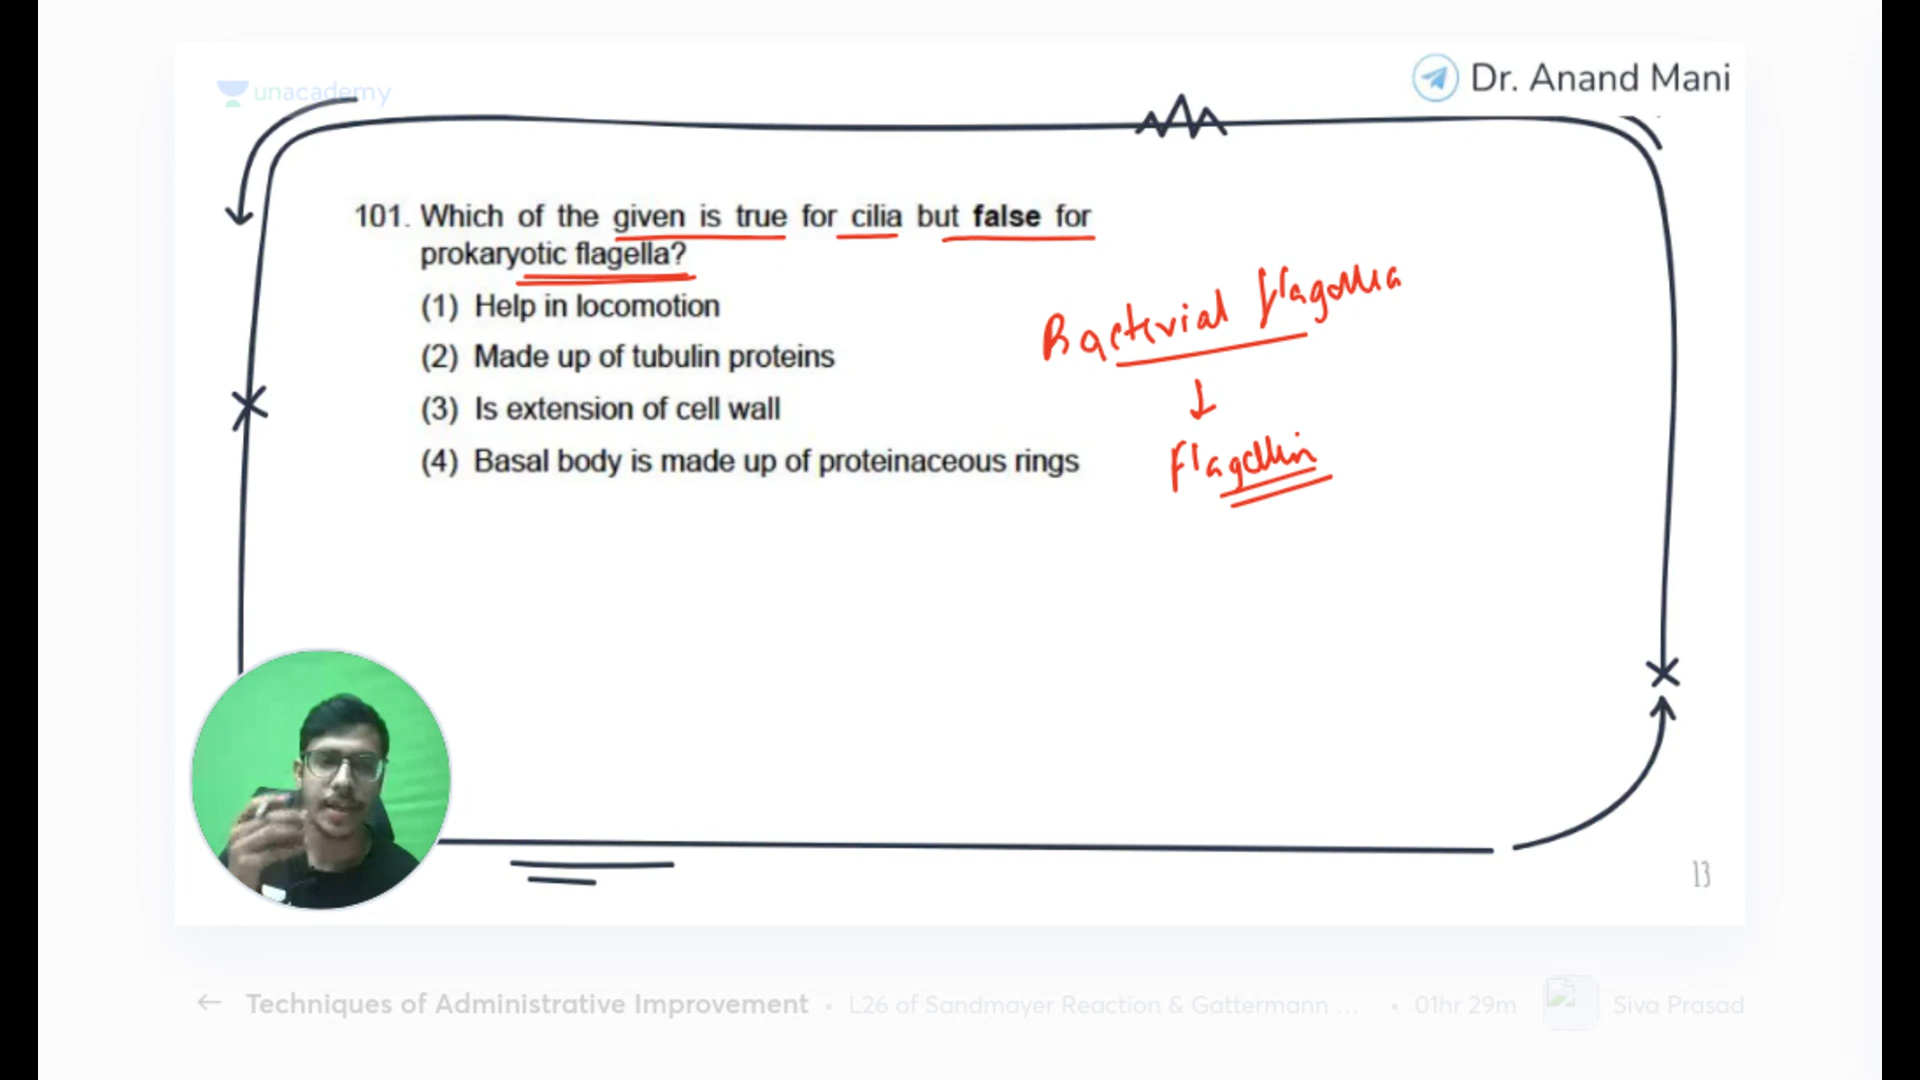 unacademy
Dr. Anand Mani
101. Which of the given is true for cilia but false for
prokaryotic flagella?
(1) Help in locomotion
(2) Made up of tubulin proteins
(3) Is extension of cell wall
(4) Basal body is made up of proteinaceous rings
Bacterial flagella
↓
Flagellin
13
← Techniques of Administrative Improvement • L26 of Sandmayer Reaction & Gattermann ... • 01hr 29m Siva Prasad